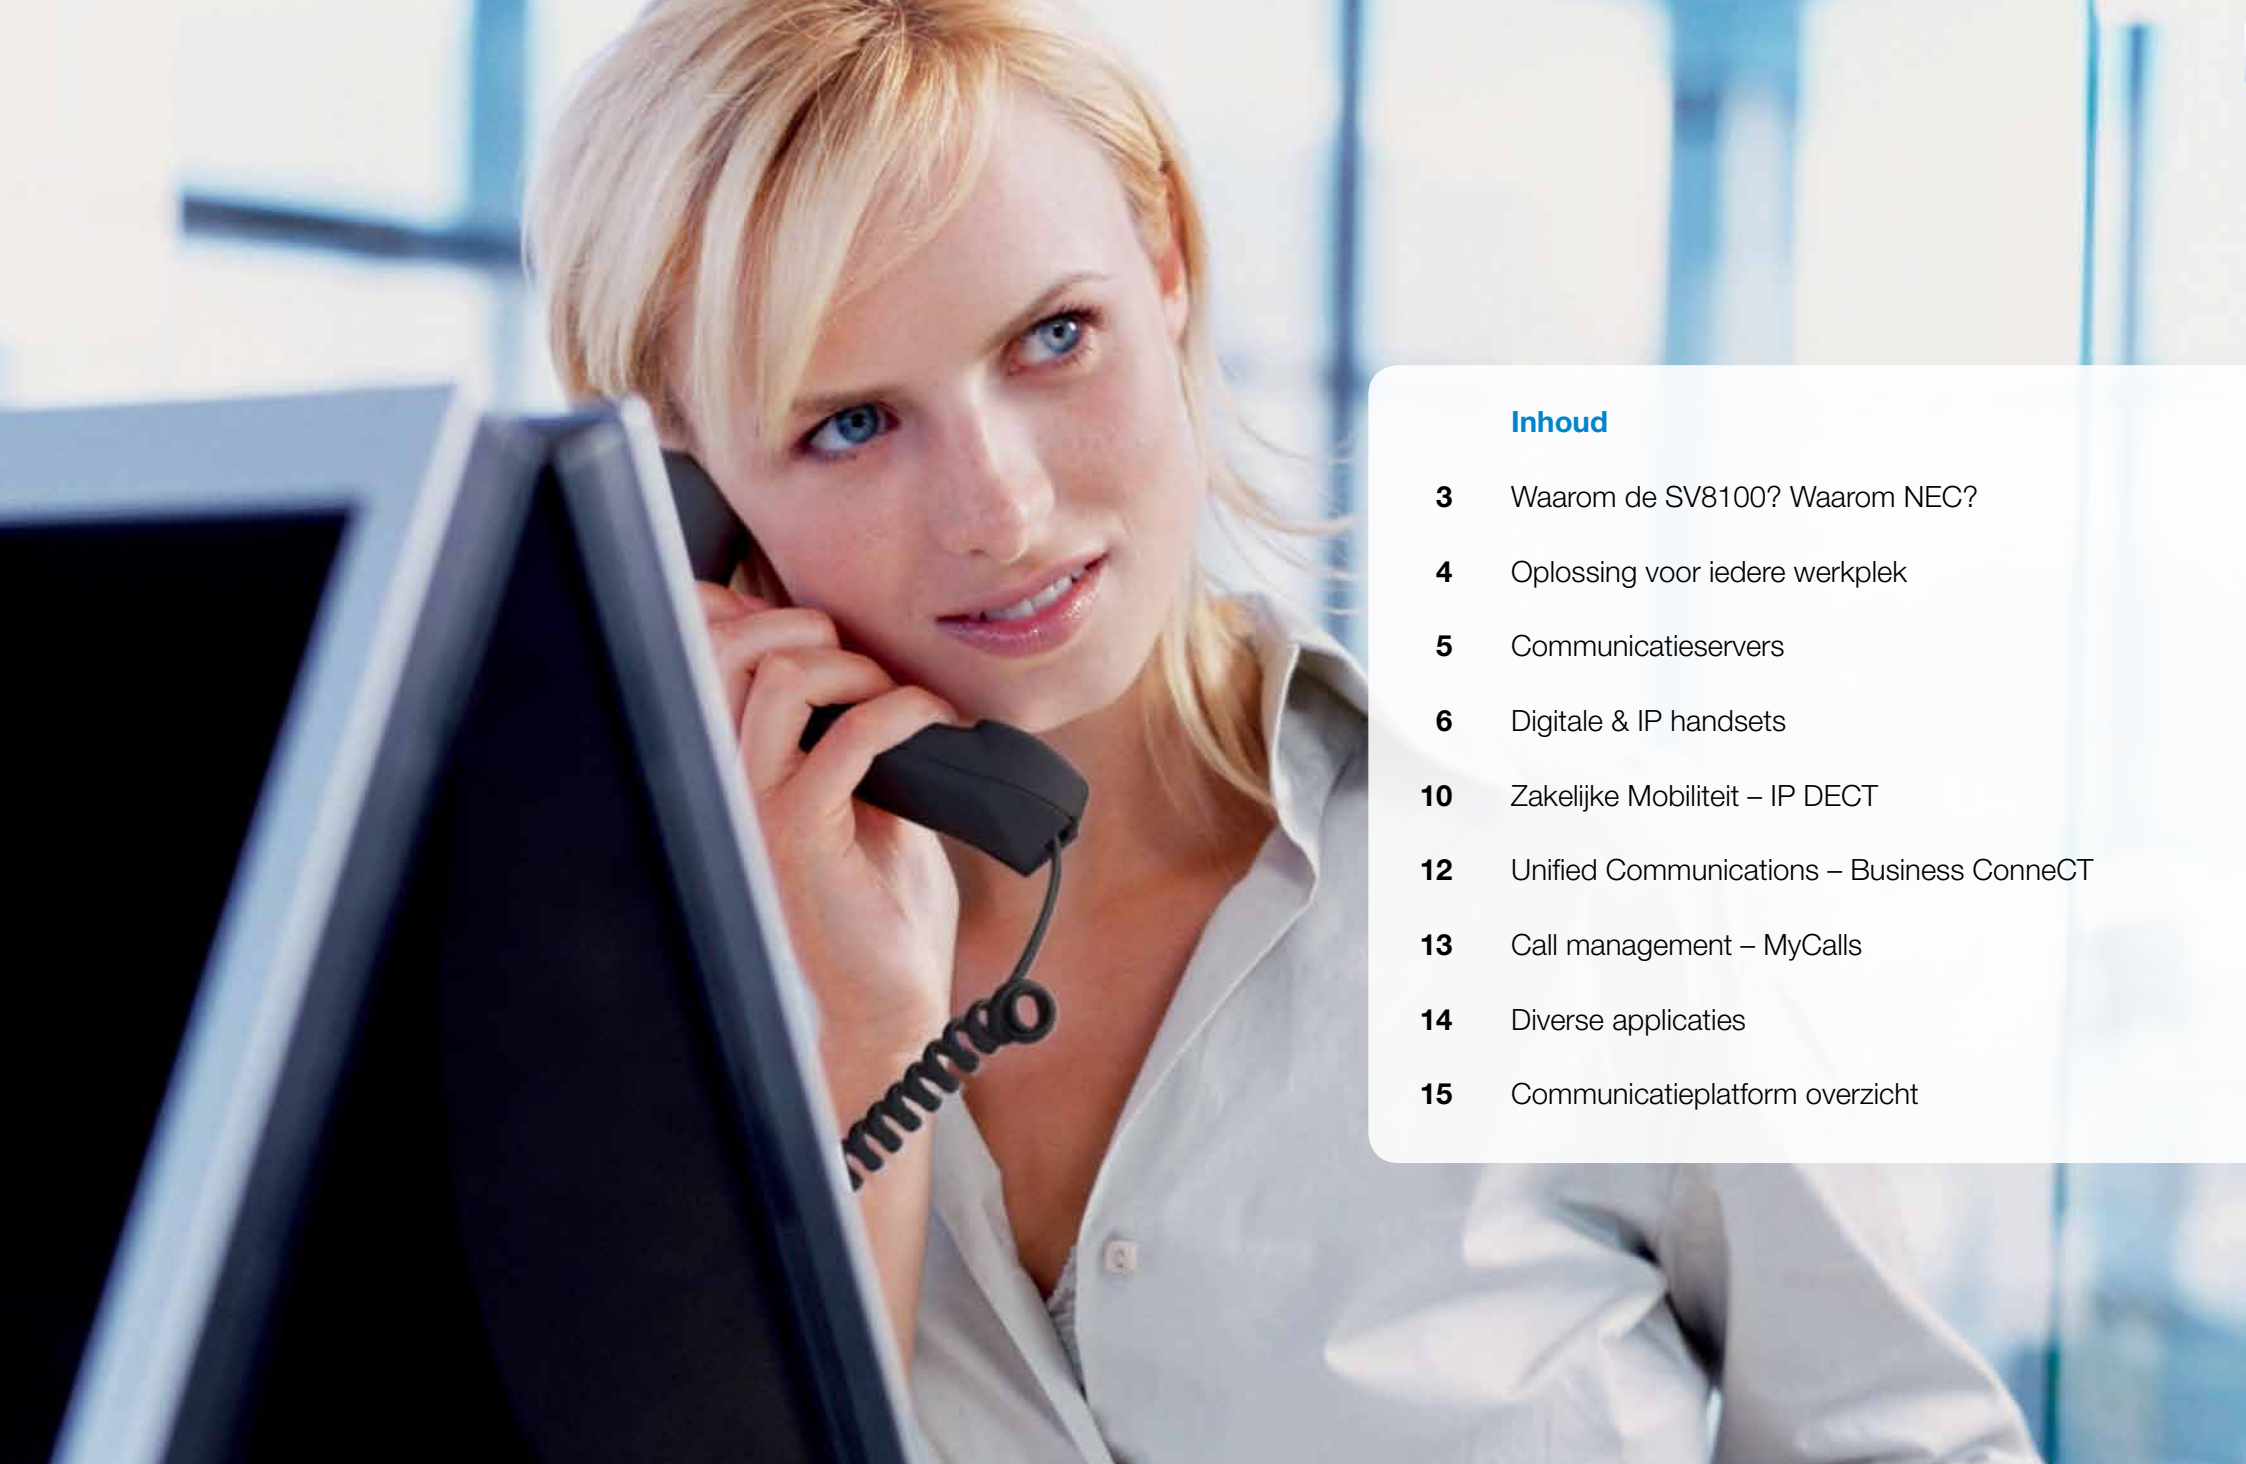 Inhoud
3 Waarom de SV8100? Waarom NEC?
4 Oplossing voor iedere werkplek
5 Communicatieservers
6 Digitale & IP handsets
10 Zakelijke Mobiliteit – IP DECT
12 Unified Communications – Business ConneCT
13 Call management – MyCalls
14 Diverse applicaties
15 Communicatieplatform overzicht